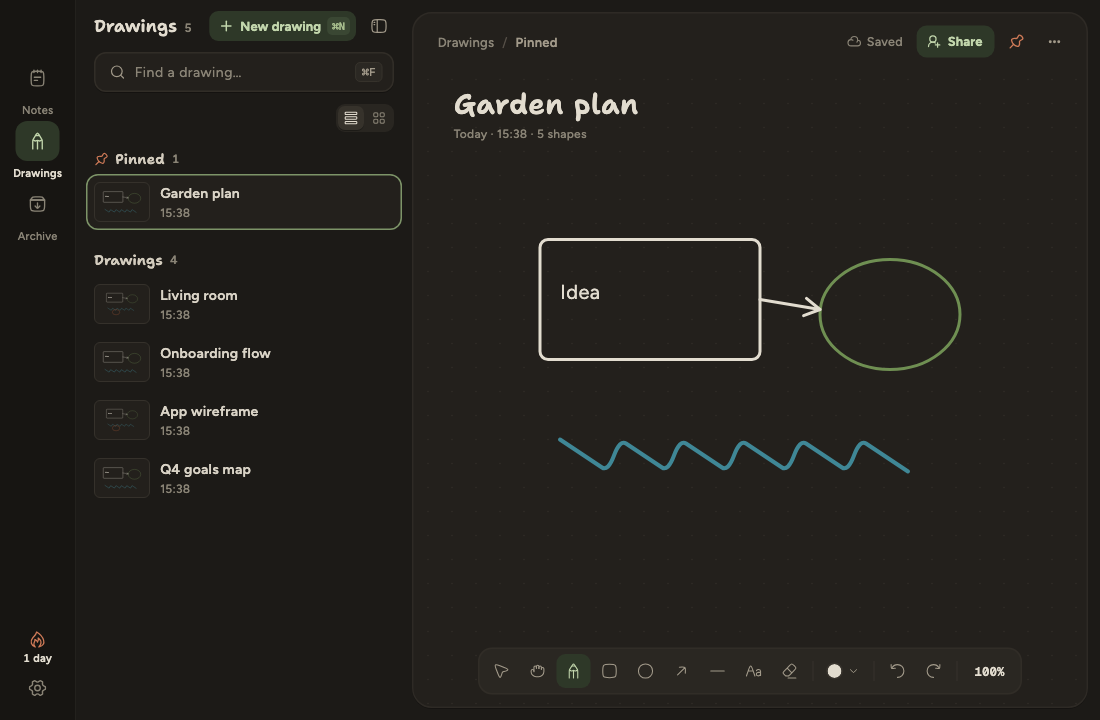 Drawings 5
New drawing ⌘N
Find a drawing... ⌘F
Notes
Drawings
Archive
Pinned 1
Garden plan
15:38
Drawings 4
Living room
15:38
Onboarding flow
15:38
App wireframe
15:38
Q4 goals map
15:38
1 day
Drawings / Pinned
Saved
Share
Garden plan
Today · 15:38 · 5 shapes
Idea
Aa
100%